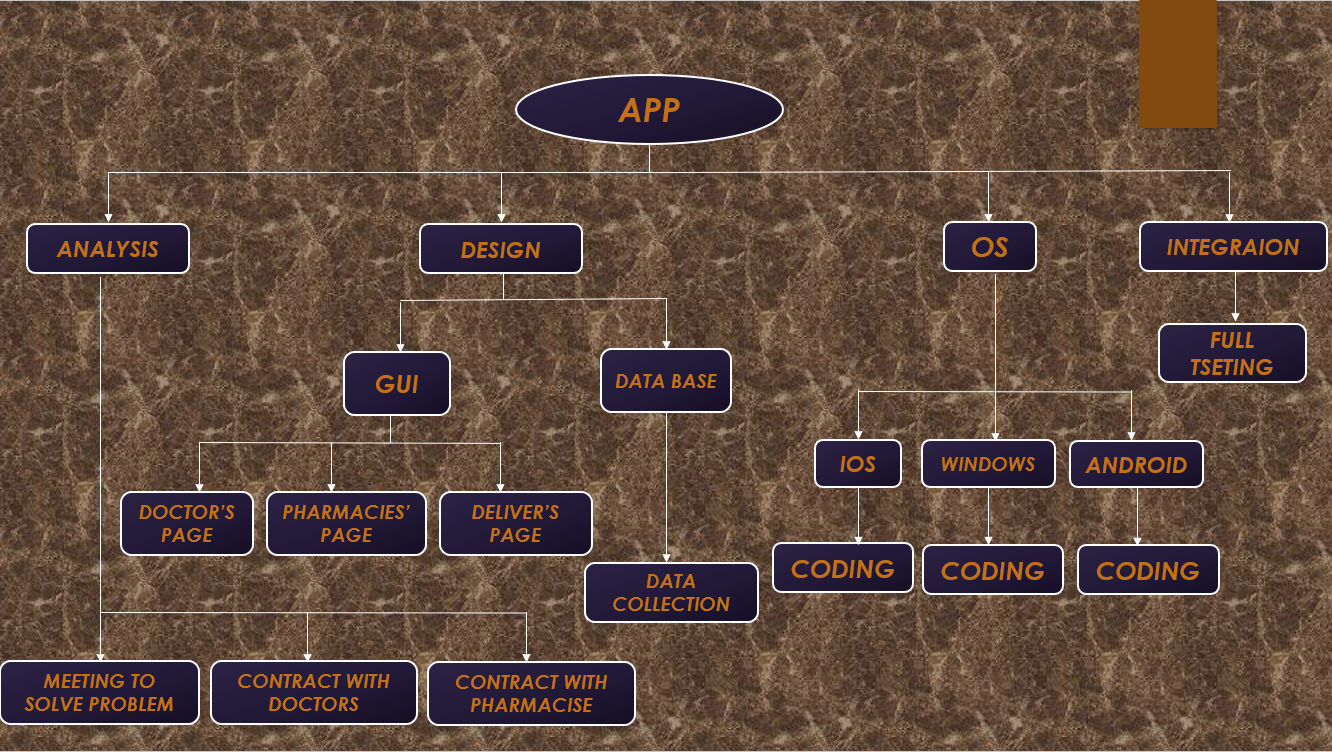 APP
ANALYSIS
DESIGN
OS
INTEGRAION
FULL
TSETING
GUI
DATA BASE
IOS
WINDOWS
ANDROID
DOCTOR'S
PAGE
PHARMACIES'
PAGE
DELIVER'S
PAGE
CODING
CODING
CODING
DATA
COLLECTION
MEETING TO
SOLVE PROBLEM
CONTRACT WITH
DOCTORS
CONTRACT WITH
PHARMACISE